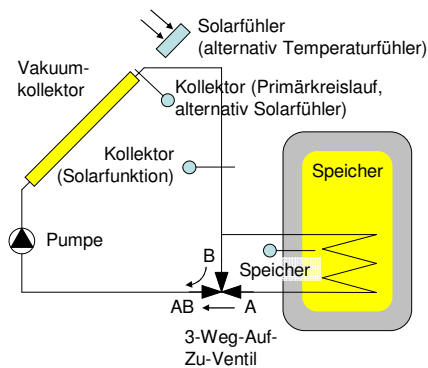 Solarfühler
(alternativ Temperaturfühler)
Vakuum-
kollektor
Kollektor (Primärkreislauf,
alternativ Solarfühler)
Kollektor
(Solarfunktion)
Speicher
Pumpe
B
Speicher
AB
A
3-Weg-Auf-
Zu-Ventil